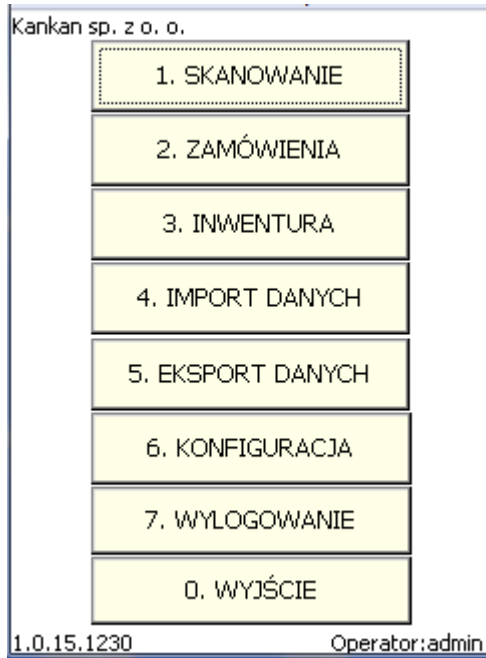 Kankan sp. z o. o.
1. SKANOWANIE
2. ZAMÓWIENIA
3. INWENTURA
4. IMPORT DANYCH
5. EKSPORT DANYCH
6. KONFIGURACJA
7. WYLOGOWANIE
0. WYJŚCIE
1.0.15.1230 Operator:admin